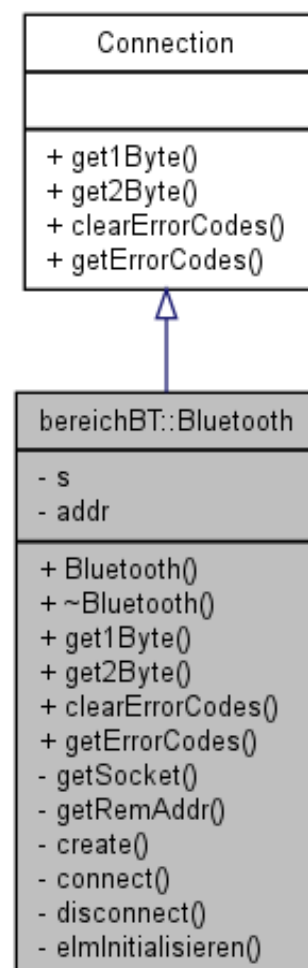 Connection
+ get1Byte()
+ get2Byte()
+ clearErrorCodes()
+ getErrorCodes()
bereichBT::Bluetooth
- s
- addr
+ Bluetooth()
+ ~Bluetooth()
+ get1Byte()
+ get2Byte()
+ clearErrorCodes()
+ getErrorCodes()
- getSocket()
- getRemAddr()
- create()
- connect()
- disconnect()
- elmInitialisieren()